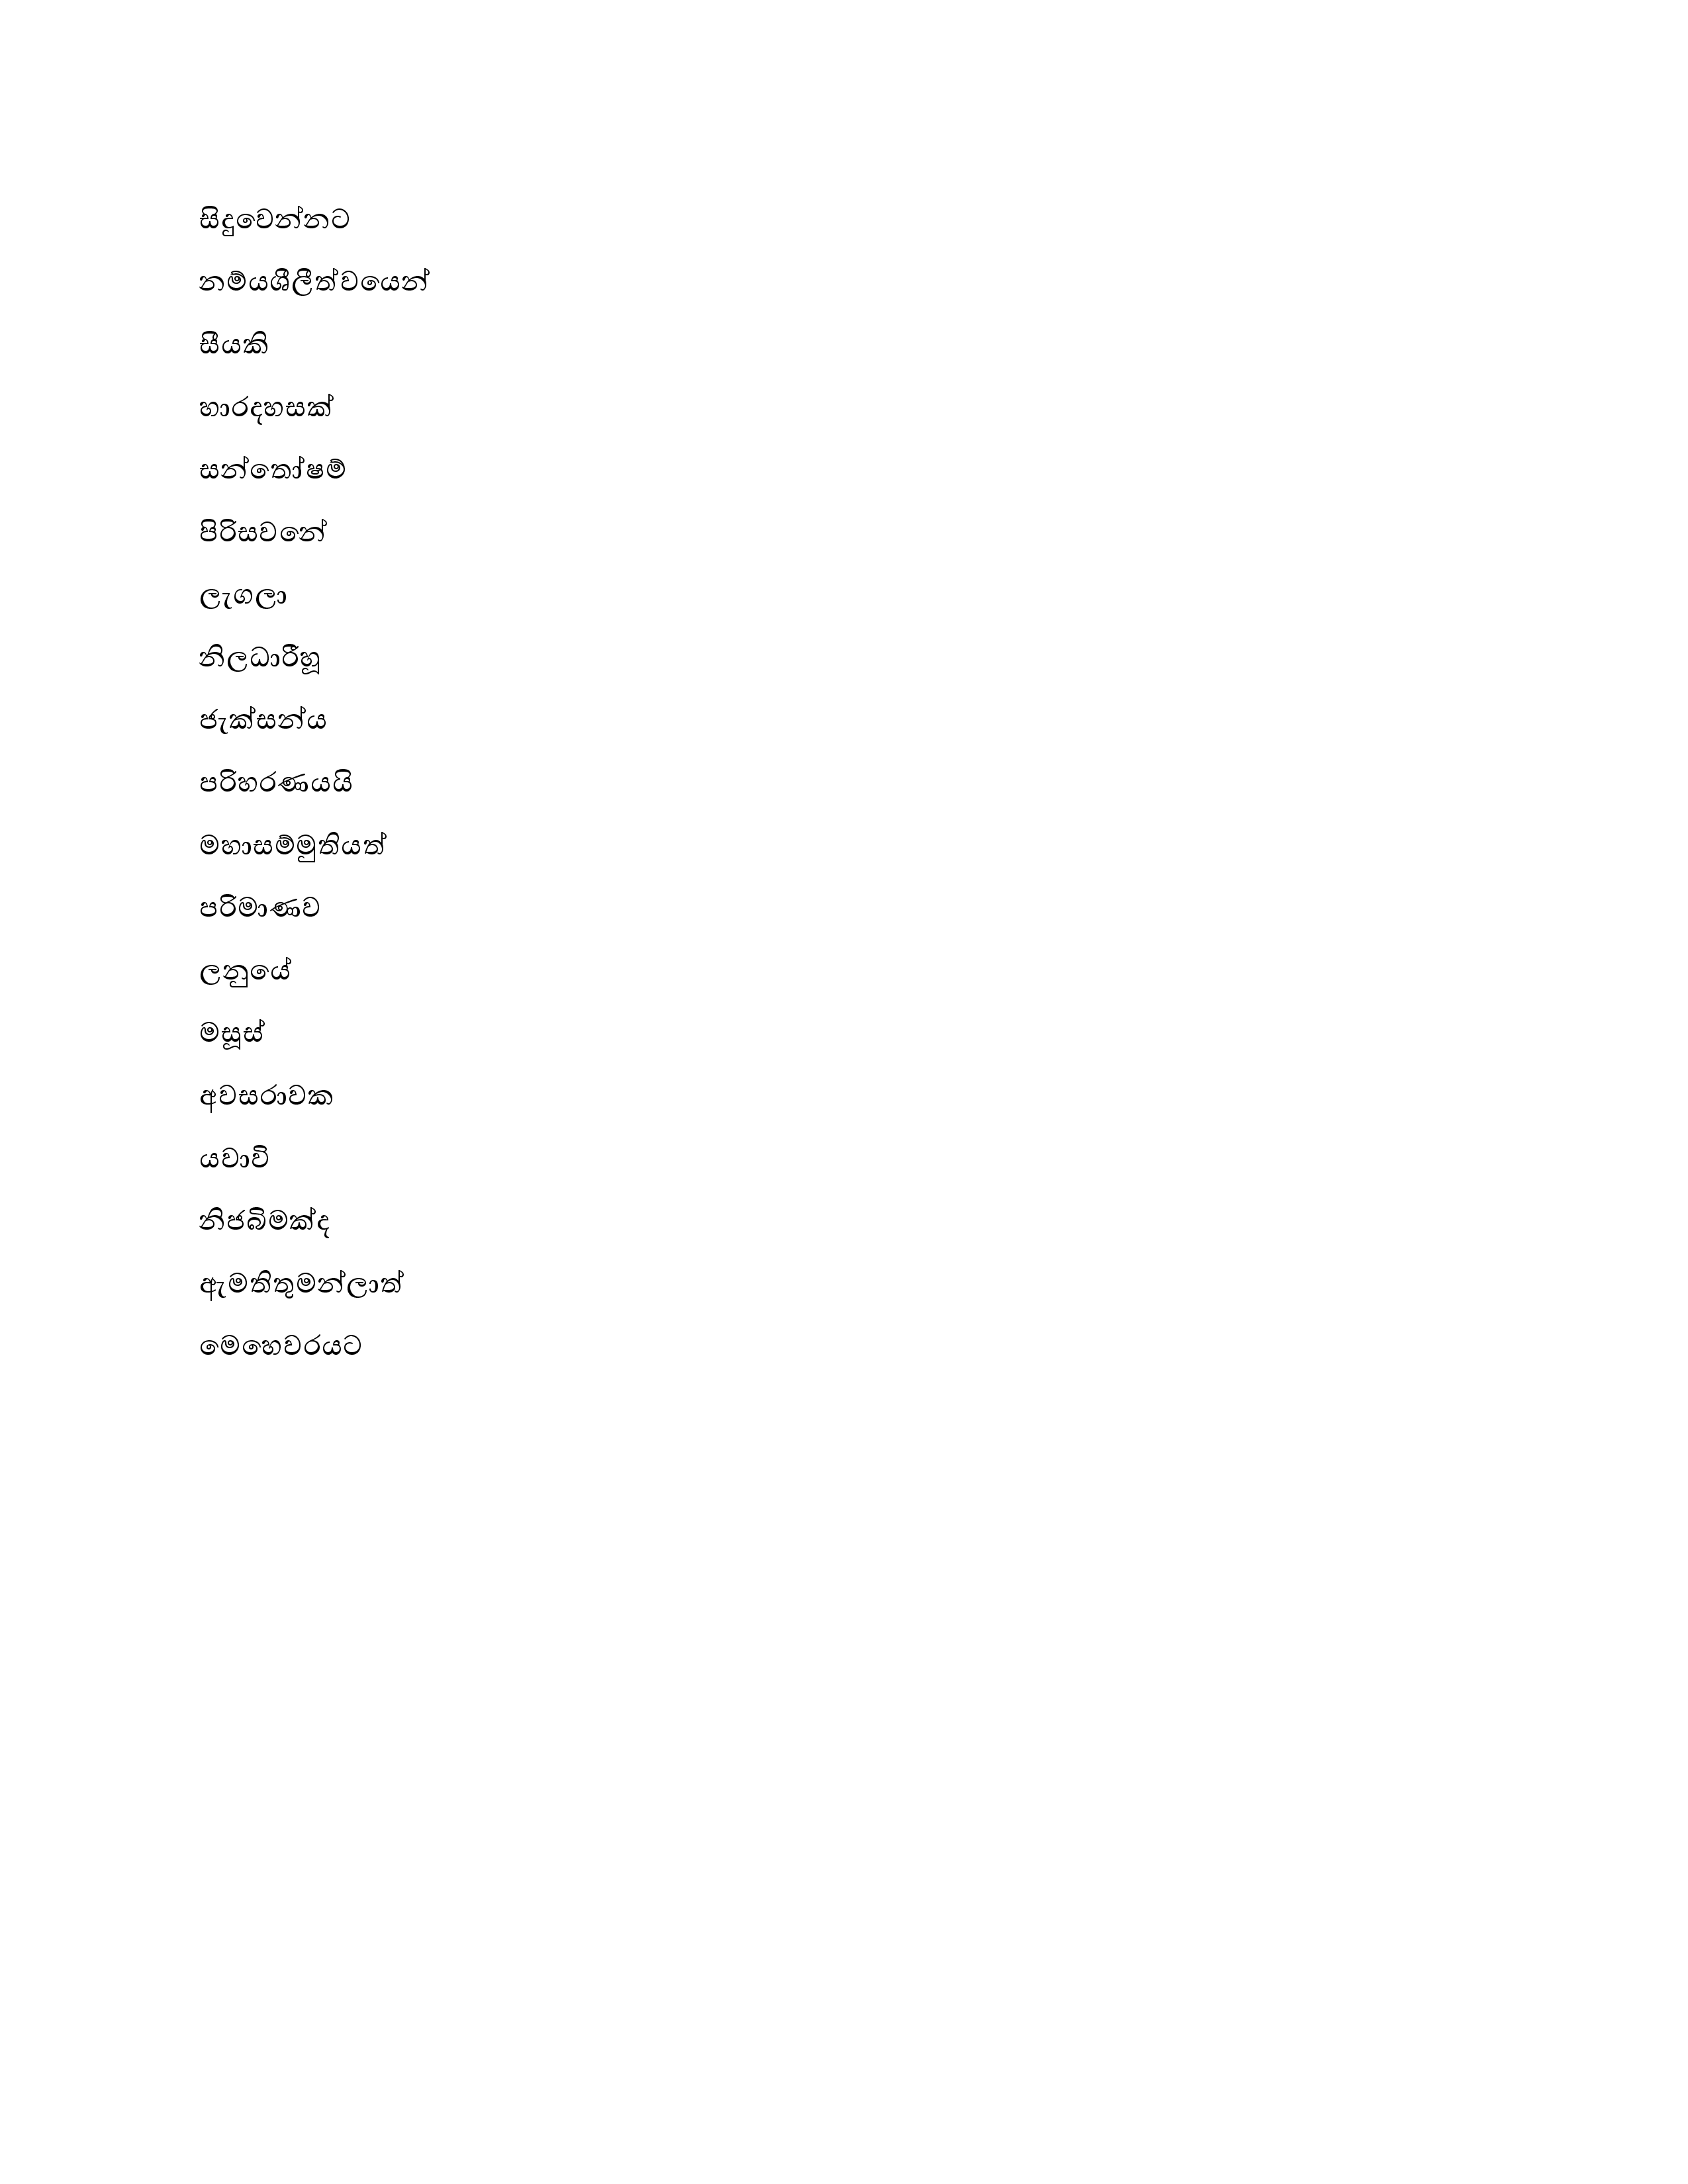 සිදුවෙන්නට
නම්යශීලීත්වයෙන්
සීයකි
හාරදහසක්
සන්තෝෂම්
පිරිසවනේ
ලැගලා
නිලධාරීහූ
ජැක්සන්ය
පරිහරණයයි
මහාසම්මුතියත්
පරිමාණව
ලනුයේ
මසූස්
අවසරාවක
යවාවි
නිජබිමක්ද
ඇමතිතුමන්ලාත්
මෙහෙවරයට